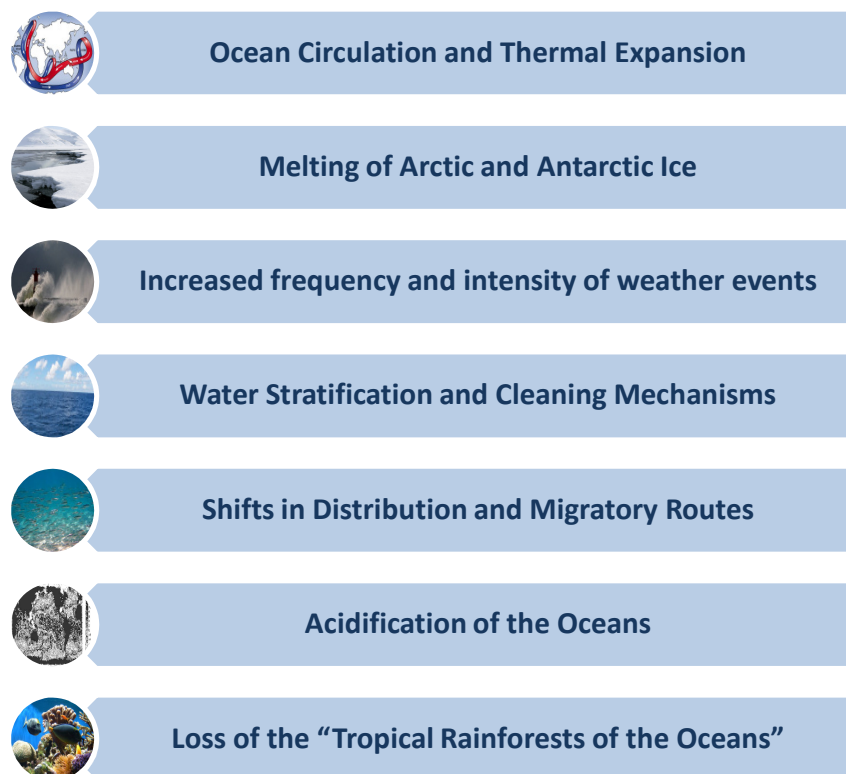 Ocean Circulation and Thermal Expansion
Melting of Arctic and Antarctic Ice
Increased frequency and intensity of weather events
Water Stratification and Cleaning Mechanisms
Shifts in Distribution and Migratory Routes
Acidification of the Oceans
Loss of the “Tropical Rainforests of the Oceans”